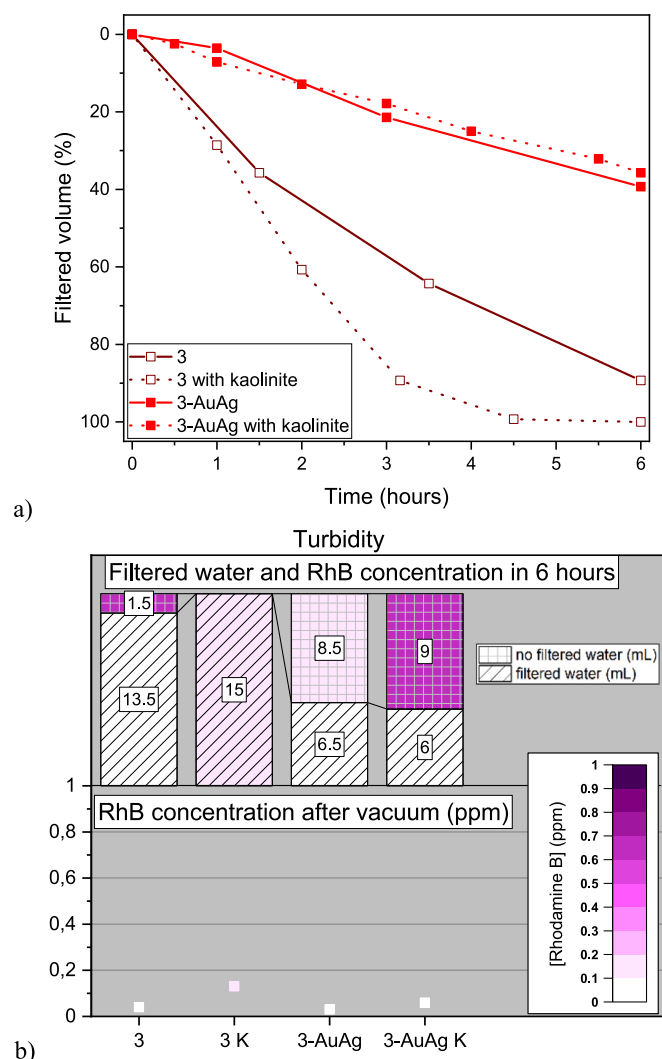 0
20
40
60
80
100
Filtered volume (%)
3
3 with kaolinite
3-AuAg
3-AuAg with kaolinite
0 1 2 3 4 5 6
Time (hours)
a)
Turbidity
Filtered water and RhB concentration in 6 hours
1.5
13.5
15
8.5
6.5
9
6
no filtered water (mL)
filtered water (mL)
RhB concentration after vacuum (ppm)
1
0,8
0,6
0,4
0,2
0
3 3 K 3-AuAg 3-AuAg K
[Rhodamine B] (ppm)
1
0.9
0.8
0.7
0.6
0.5
0.4
0.3
0.2
0.1
0
b)